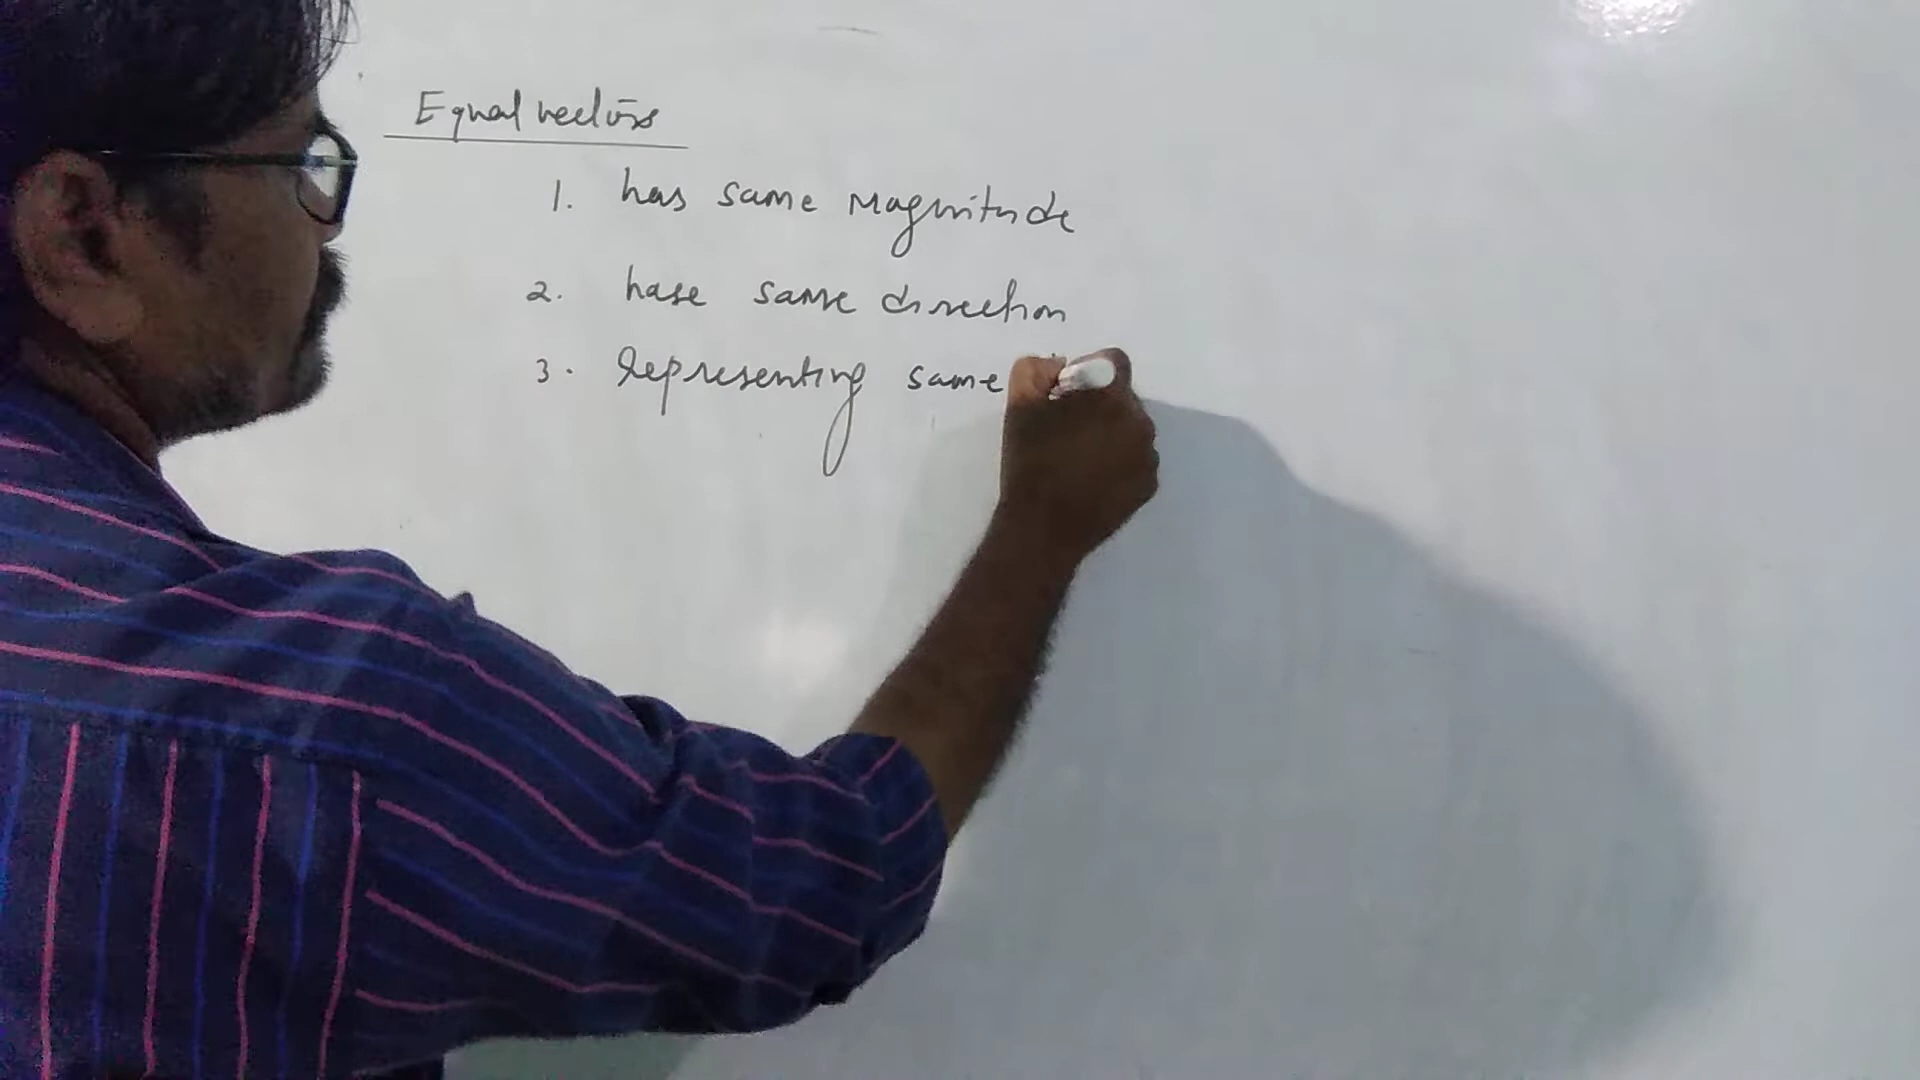 Equal vectors
1. has same magnitude
2. hase same direction
3. representing same